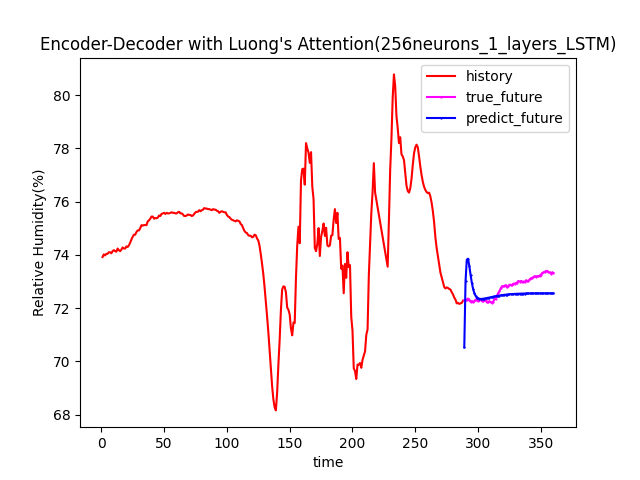 Encoder-Decoder with Luong's Attention(256neurons_1_layers_LSTM)
history
true_future
predict_future
Relative Humidity(%)
80
78
76
74
72
70
68
0 50 100 150 200 250 300 350
time